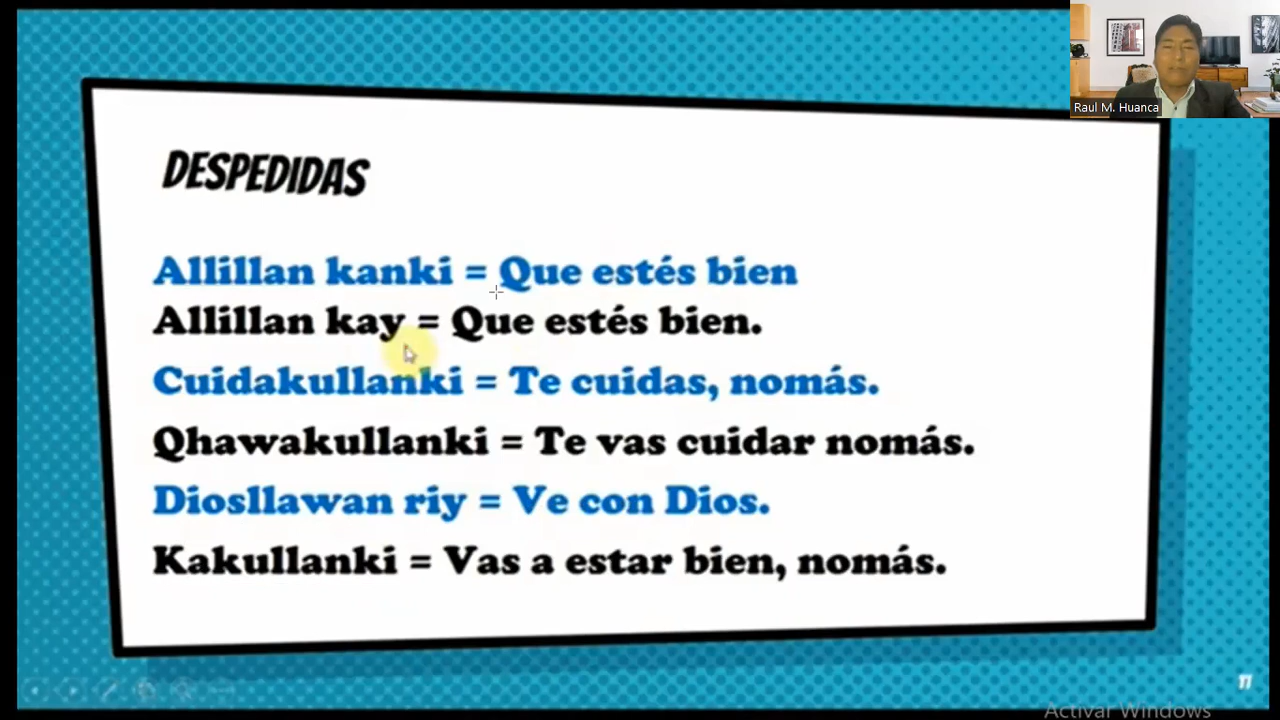 Raul M. Huanca
DESPEDIDAS
Allillan kanki = Que estés bien
Allillan kay = Que estés bien.
Cuidakullanki = Te cuidas, nomás.
Qhawakullanki = Te vas cuidar nomás.
Diosllawan riy = Ve con Dios.
Kakullanki = Vas a estar bien, nomás.
11
Activar Windows